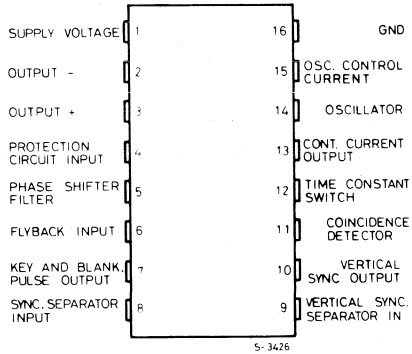 SUPPLY VOLTAGE 1
OUTPUT - 2
OUTPUT + 3
PROTECTION
CIRCUIT INPUT 4
PHASE SHIFTER
FILTER 5
FLYBACK INPUT 6
KEY AND BLANK.
PULSE OUTPUT 7
SYNC. SEPARATOR
INPUT 8
16 GND
15 OSC. CONTROL
CURRENT
14 OSCILLATOR
13 CONT. CURRENT
OUTPUT
12 TIME CONSTANT
SWITCH
11 COINCIDENCE
DETECTOR
10 VERTICAL
SYNC OUTPUT
9 VERTICAL SYNC.
SEPARATOR IN
S-3426